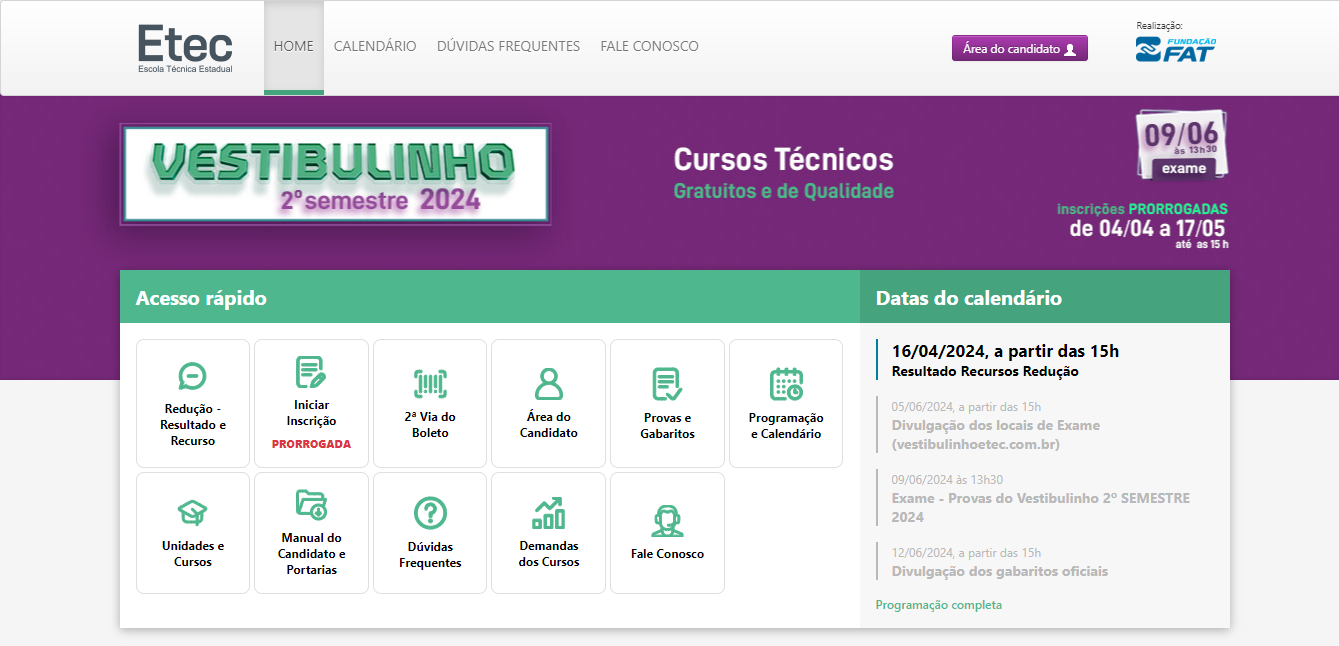 Etec
Escola Técnica Estadual
HOME
CALENDÁRIO
DÚVIDAS FREQUENTES
FALE CONOSCO
Área do candidato
Realização:
FUNDAÇÃO
FAT
VESTIBULINHO
2º semestre 2024
Cursos Técnicos
Gratuitos e de Qualidade
09/06
às 13h30
exame
inscrições PRORROGADAS
de 04/04 a 17/05
até as 15 h
Acesso rápido
Redução -
Resultado e
Recurso
Iniciar
Inscrição
PRORROGADA
2ª Via do
Boleto
Área do
Candidato
Provas e
Gabaritos
Programação
e Calendário
Unidades e
Cursos
Manual do
Candidato e
Portarias
Dúvidas
Frequentes
Demandas
dos Cursos
Fale Conosco
Datas do calendário
16/04/2024, a partir das 15h
Resultado Recursos Redução
05/06/2024, a partir das 15h
Divulgação dos locais de Exame
(vestibulinhoetec.com.br)
09/06/2024 às 13h30
Exame - Provas do Vestibulinho 2º SEMESTRE
2024
12/06/2024, a partir das 15h
Divulgação dos gabaritos oficiais
Programação completa